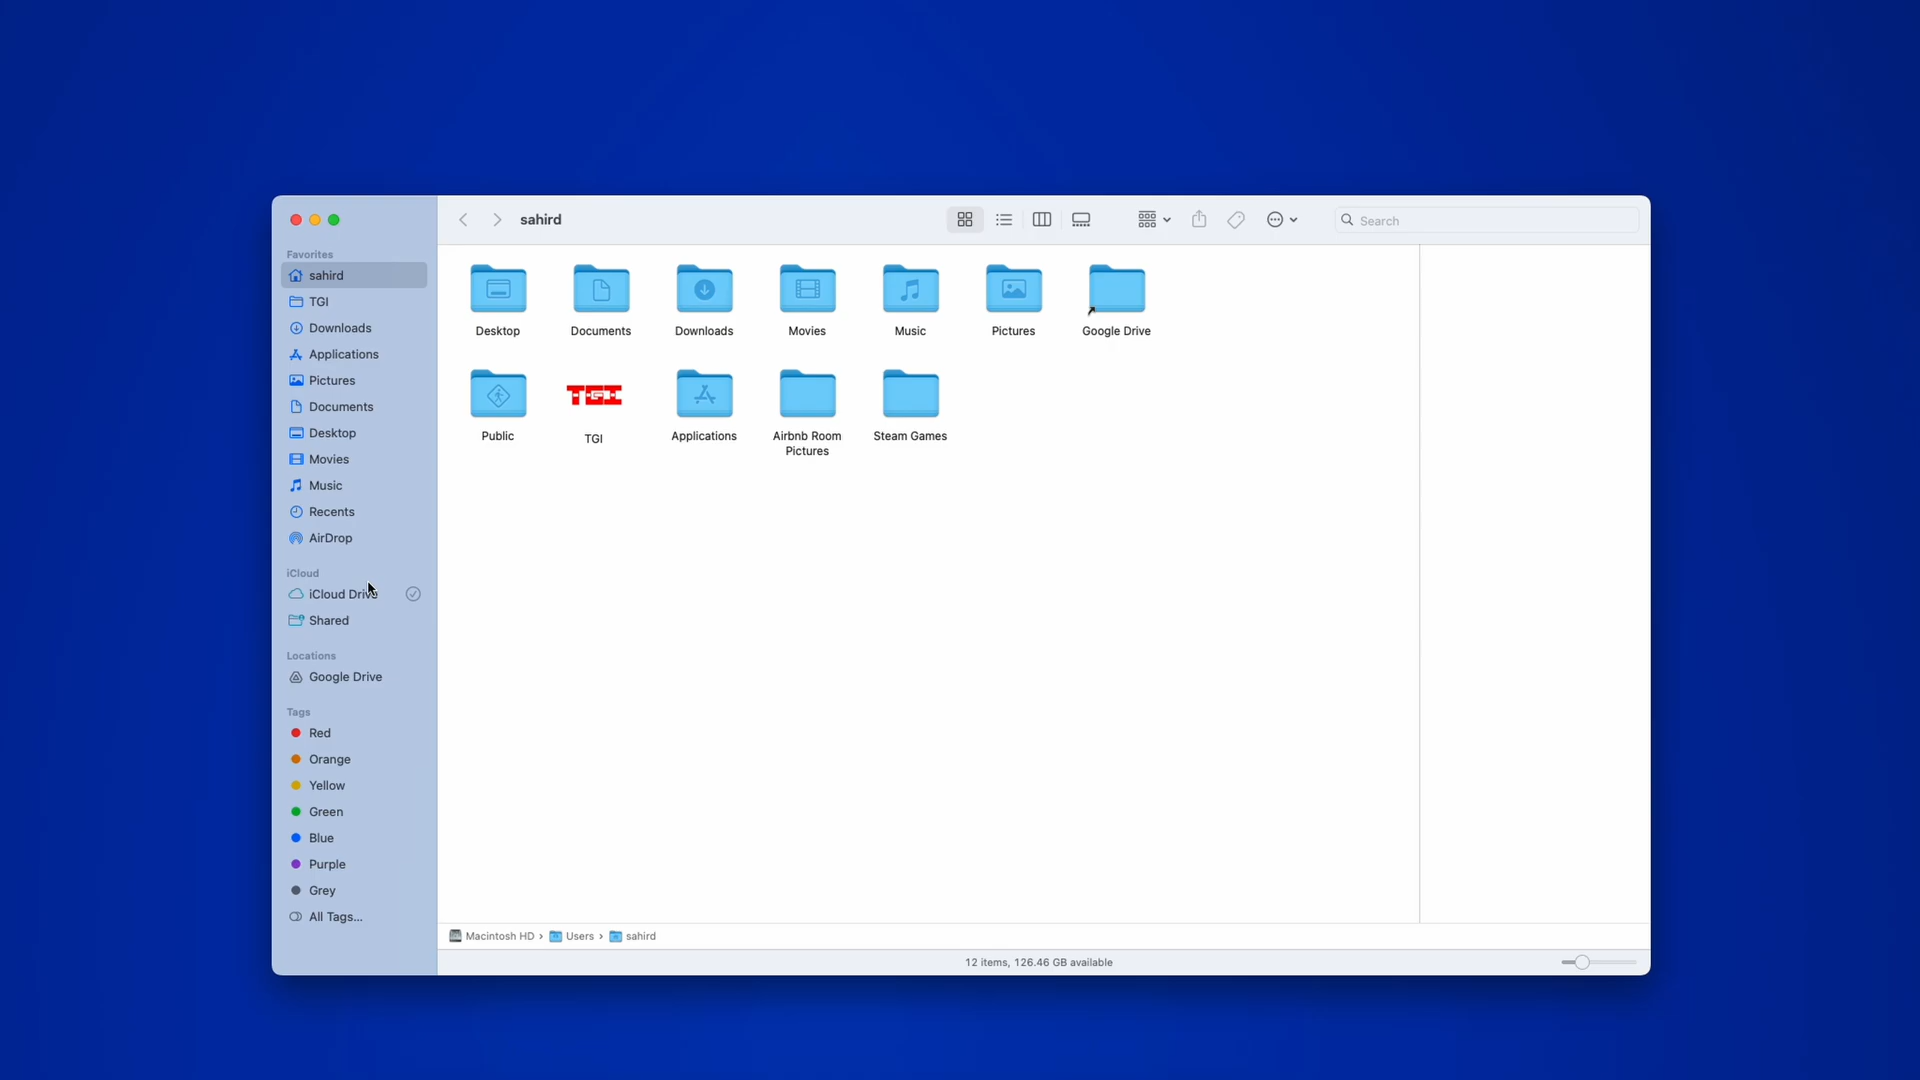 sahird
Search
Favorites
sahird
TGI
Downloads
Applications
Pictures
Documents
Desktop
Movies
Music
Recents
AirDrop
iCloud
iCloud Drive
Shared
Locations
Google Drive
Tags
Red
Orange
Yellow
Green
Blue
Purple
Grey
All Tags...
Desktop
Documents
Downloads
Movies
Music
Pictures
Google Drive
Public
TGI
TGI
Applications
Airbnb Room
Pictures
Steam Games
Macintosh HD › Users › sahird
12 items, 126.46 GB available